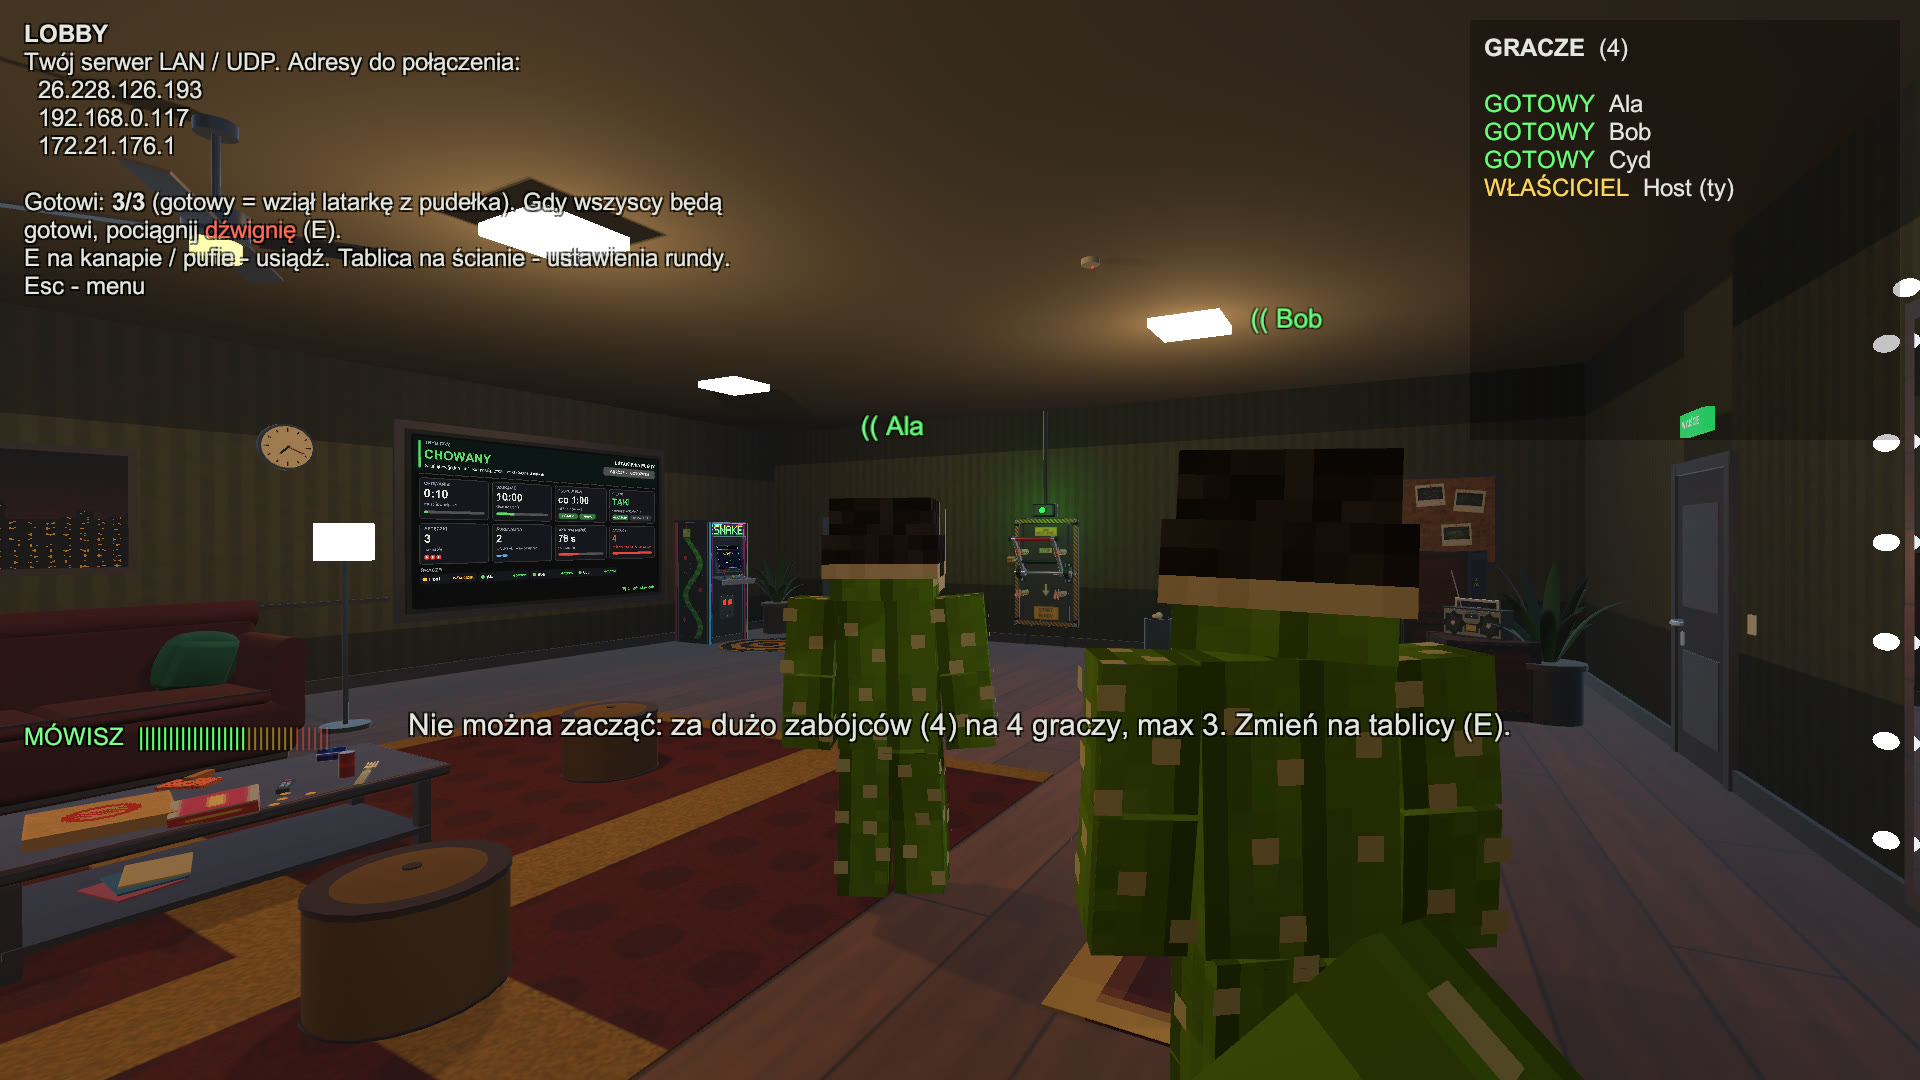 LOBBY
Twój serwer LAN / UDP. Adresy do połączenia:
26.228.126.193
192.168.0.117
172.21.176.1
Gotowi: 3/3 (gotowy = wziął latarkę z pudełka). Gdy wszyscy będą
gotowi, pociągnij dźwignię (E).
E na kanapie / pufie - usiądź. Tablica na ścianie - ustawienia rundy.
Esc - menu
GRACZE (4)
GOTOWY Ala
GOTOWY Bob
GOTOWY Cyd
WŁAŚCICIEL Host (ty)
(( Bob
(( Ala
CHOWANY
0:10
10:00
co 1:00
TAK
3
2
78 s
4
SNAKE
MÓWISZ
Nie można zacząć: za dużo zabójców (4) na 4 graczy, max 3. Zmień na tablicy (E).